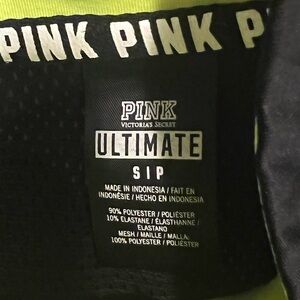 PINK PINK P
PINK
VICTORIA'S SECRET
ULTIMATE
S I P
MADE IN INDONESIA / FAIT EN
INDONÉSIE / HECHO EN INDONESIA
90% POLYESTER / POLIÉSTER
10% ELASTANE / ÉLASTHANNE /
ELASTANO
MESH / MAILLE / MALLA:
100% POLYESTER / POLIÉSTER